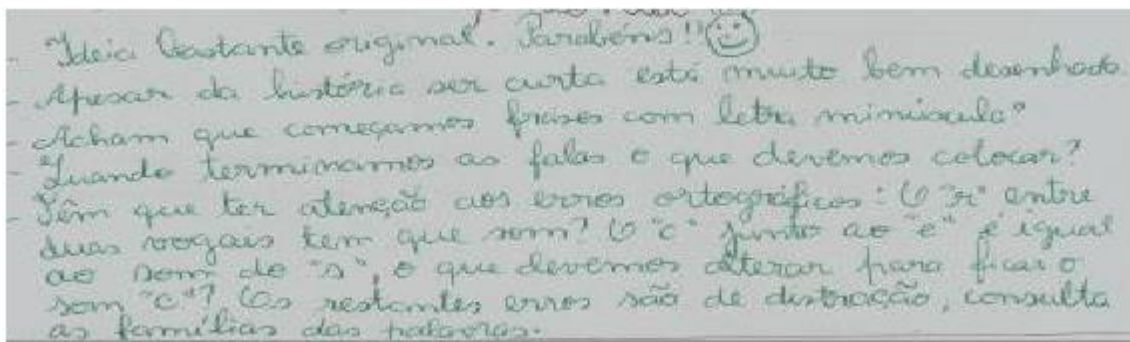 - Ideia bastante original. Parabéns!!
- Apesar da história ser curta está muito bem desenhado.
- Acham que começamos frases com letra minúscula?
- Quando terminamos as falas o que devemos colocar?
- Têm que ter atenção aos erros ortográficos: O "r" entre
duas vogais tem que som? O "c" junto ao "e" é igual
ao som do "s", o que devemos alterar para ficar o
som "c"? Os restantes erros são de distração, consulta
as famílias das palavras.